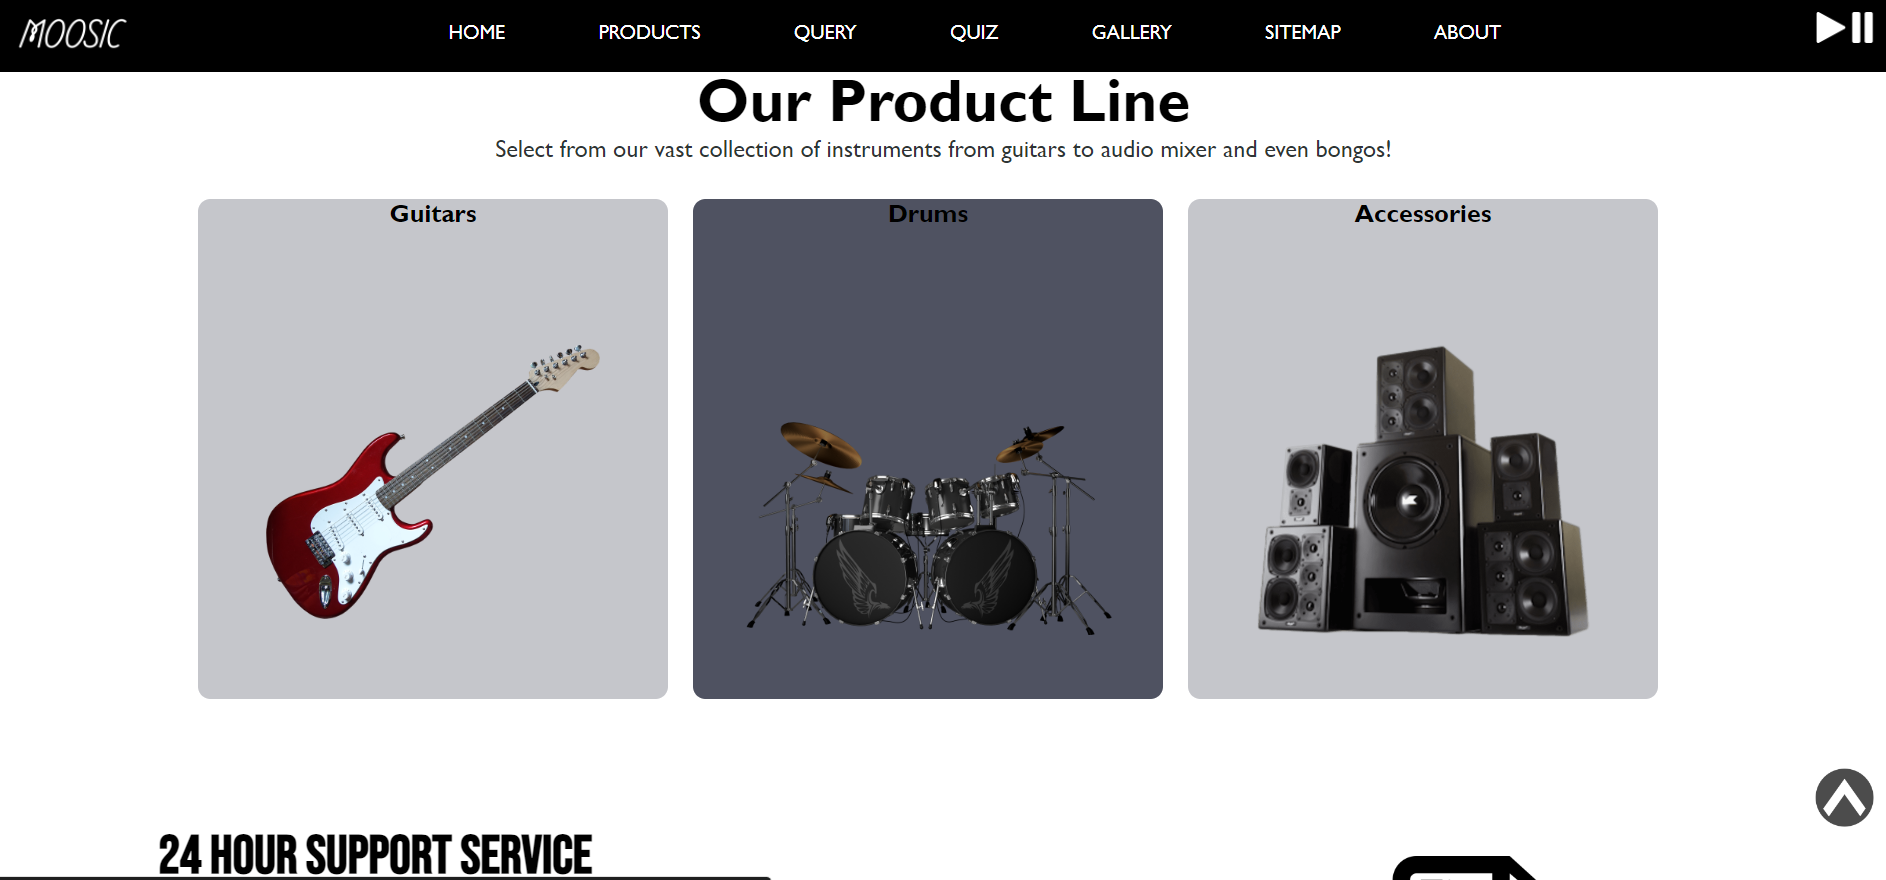 MOOSIC
HOME PRODUCTS QUERY QUIZ GALLERY SITEMAP ABOUT
Our Product Line
Select from our vast collection of instruments from guitars to audio mixer and even bongos!
Guitars
Drums
Accessories
24 HOUR SUPPORT SERVICE